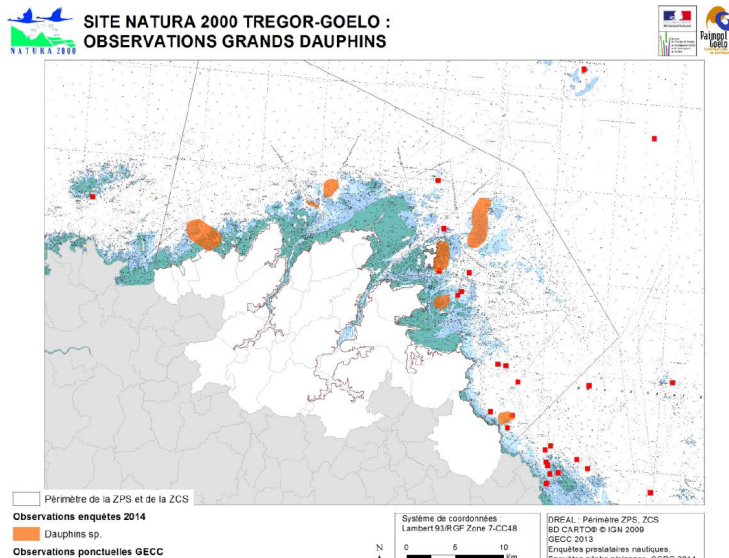 SITE NATURA 2000 TREGOR-GOELO :
OBSERVATIONS GRANDS DAUPHINS
NATURA 2000
Paimpol
Goëlo
Périmètre de la ZPS et de la ZCS
Observations enquêtes 2014
Dauphins sp.
Observations ponctuelles GECC
N
Système de coordonnées :
Lambert 93/RGF Zone 7-CC48
0 5 10
Km
DREAL : Périmètre ZPS, ZCS
BD CARTO® © IGN 2009
GECC 2013
Enquêtes prestataires nautiques,